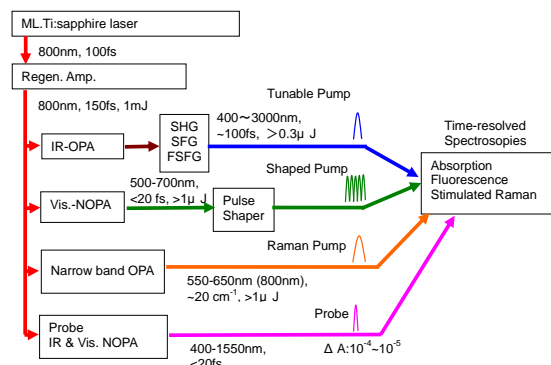 ML.Ti:sapphire laser
800nm, 100fs
Regen. Amp.
800nm, 150fs, 1mJ
IR-OPA
SHG
SFG
FSFG
400～3000nm,
~100fs, ＞0.3μ J
Tunable Pump
Time-resolved
Spectrosopies
Absorption
Fluorescence
Stimulated Raman
Vis.-NOPA
500-700nm,
<20 fs, >1μ J
Pulse
Shaper
Shaped Pump
Narrow band OPA
Raman Pump
550-650nm (800nm),
~20 cm⁻¹, >1μ J
Probe
IR & Vis. NOPA
Probe
400-1550nm,
<20fs
Δ A:10⁻⁴~10⁻⁵